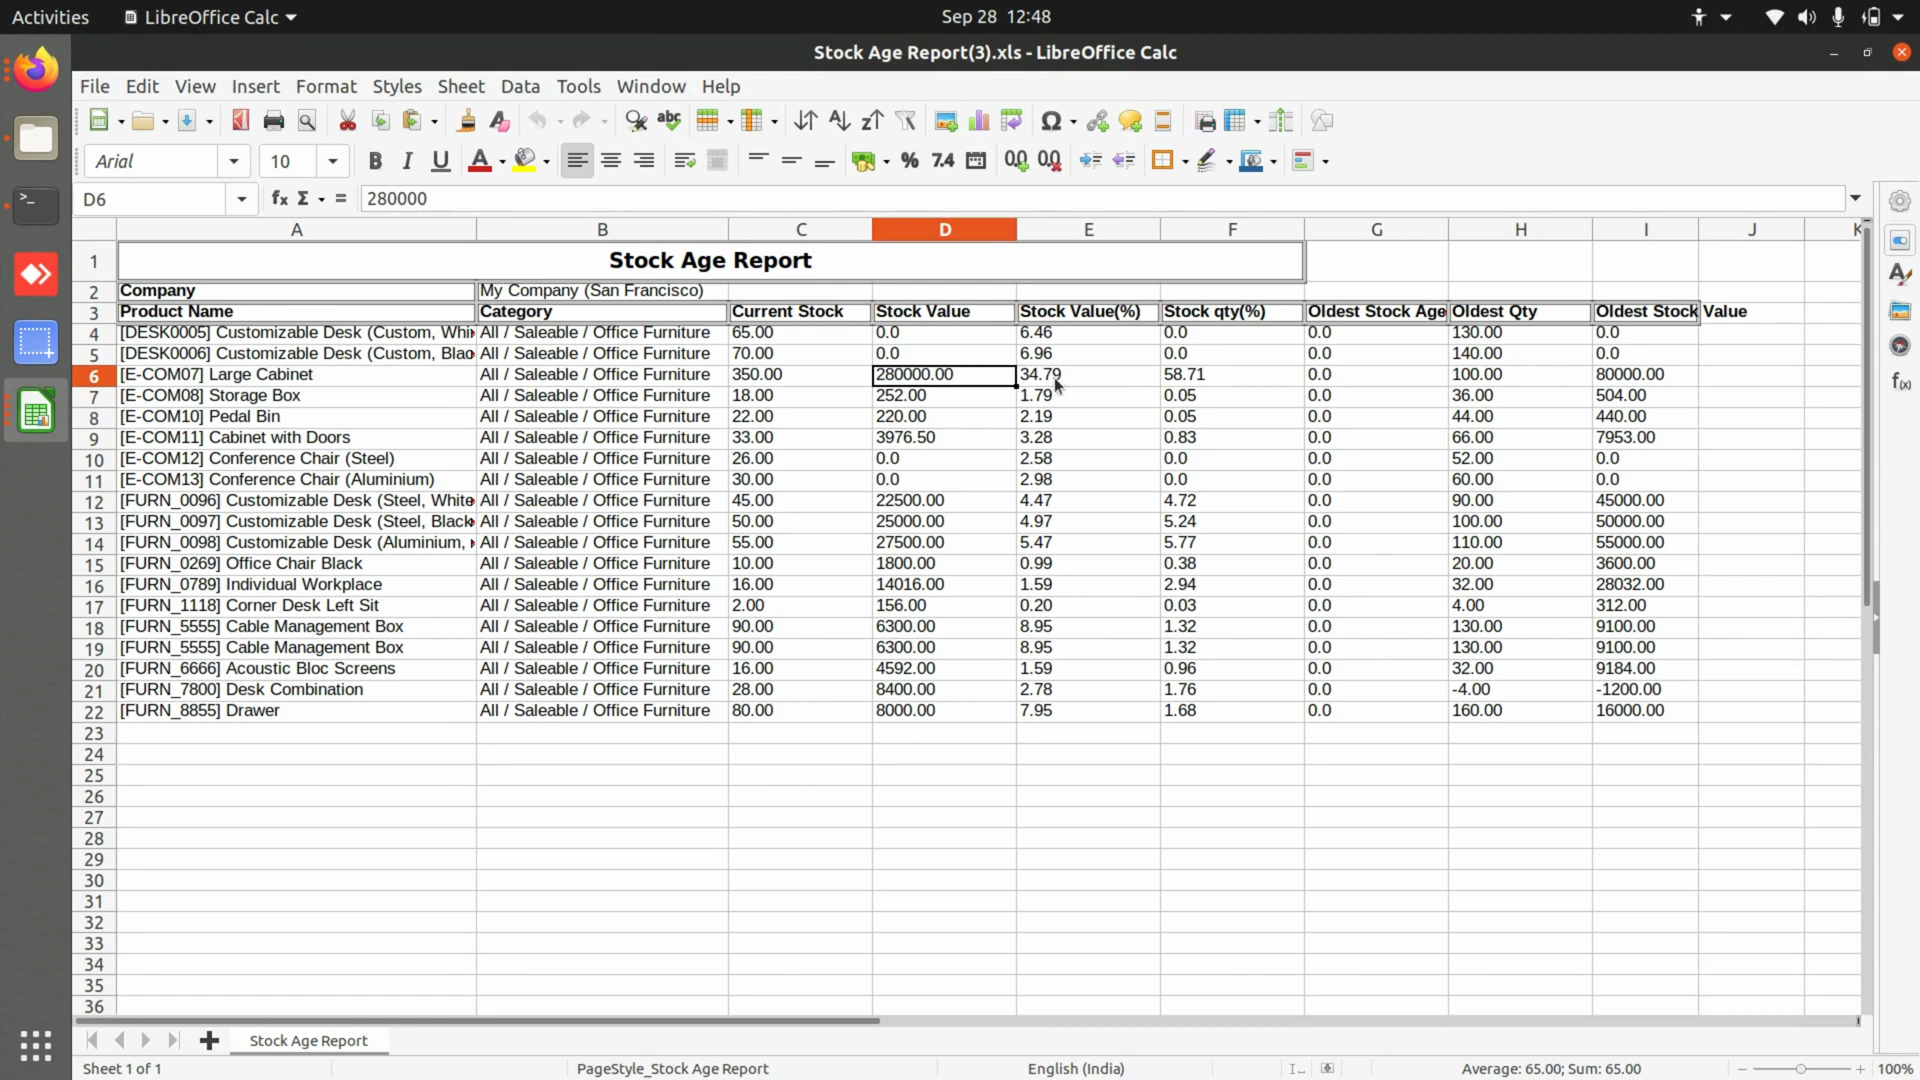 Activities LibreOffice Calc Sep 28 12:48
Stock Age Report(3).xls - LibreOffice Calc
File Edit View Insert Format Styles Sheet Data Tools Window Help
Arial 10
D6 280000
A B C D E F G H I J K
1 Stock Age Report
2 Company My Company (San Francisco)
3 Product Name Category Current Stock Stock Value Stock Value(%) Stock qty(%) Oldest Stock Age Oldest Qty Oldest Stock Value
4 [DESK0005] Customizable Desk (Custom, Whi All / Saleable / Office Furniture 65.00 0.0 6.46 0.0 0.0 130.00 0.0
5 [DESK0006] Customizable Desk (Custom, Blac All / Saleable / Office Furniture 70.00 0.0 6.96 0.0 0.0 140.00 0.0
6 [E-COM07] Large Cabinet All / Saleable / Office Furniture 350.00 280000.00 34.79 58.71 0.0 100.00 80000.00
7 [E-COM08] Storage Box All / Saleable / Office Furniture 18.00 252.00 1.79 0.05 0.0 36.00 504.00
8 [E-COM10] Pedal Bin All / Saleable / Office Furniture 22.00 220.00 2.19 0.05 0.0 44.00 440.00
9 [E-COM11] Cabinet with Doors All / Saleable / Office Furniture 33.00 3976.50 3.28 0.83 0.0 66.00 7953.00
10 [E-COM12] Conference Chair (Steel) All / Saleable / Office Furniture 26.00 0.0 2.58 0.0 0.0 52.00 0.0
11 [E-COM13] Conference Chair (Aluminium) All / Saleable / Office Furniture 30.00 0.0 2.98 0.0 0.0 60.00 0.0
12 [FURN_0096] Customizable Desk (Steel, White All / Saleable / Office Furniture 45.00 22500.00 4.47 4.72 0.0 90.00 45000.00
13 [FURN_0097] Customizable Desk (Steel, Black All / Saleable / Office Furniture 50.00 25000.00 4.97 5.24 0.0 100.00 50000.00
14 [FURN_0098] Customizable Desk (Aluminium, All / Saleable / Office Furniture 55.00 27500.00 5.47 5.77 0.0 110.00 55000.00
15 [FURN_0269] Office Chair Black All / Saleable / Office Furniture 10.00 1800.00 0.99 0.38 0.0 20.00 3600.00
16 [FURN_0789] Individual Workplace All / Saleable / Office Furniture 16.00 14016.00 1.59 2.94 0.0 32.00 28032.00
17 [FURN_1118] Corner Desk Left Sit All / Saleable / Office Furniture 2.00 156.00 0.20 0.03 0.0 4.00 312.00
18 [FURN_5555] Cable Management Box All / Saleable / Office Furniture 90.00 6300.00 8.95 1.32 0.0 130.00 9100.00
19 [FURN_5555] Cable Management Box All / Saleable / Office Furniture 90.00 6300.00 8.95 1.32 0.0 130.00 9100.00
20 [FURN_6666] Acoustic Bloc Screens All / Saleable / Office Furniture 16.00 4592.00 1.59 0.96 0.0 32.00 9184.00
21 [FURN_7800] Desk Combination All / Saleable / Office Furniture 28.00 8400.00 2.78 1.76 0.0 -4.00 -1200.00
22 [FURN_8855] Drawer All / Saleable / Office Furniture 80.00 8000.00 7.95 1.68 0.0 160.00 16000.00
23
24
25
26
27
28
29
30
31
32
33
34
35
36
Stock Age Report
Sheet 1 of 1 PageStyle_Stock Age Report English (India) Average: 65.00; Sum: 65.00 100%